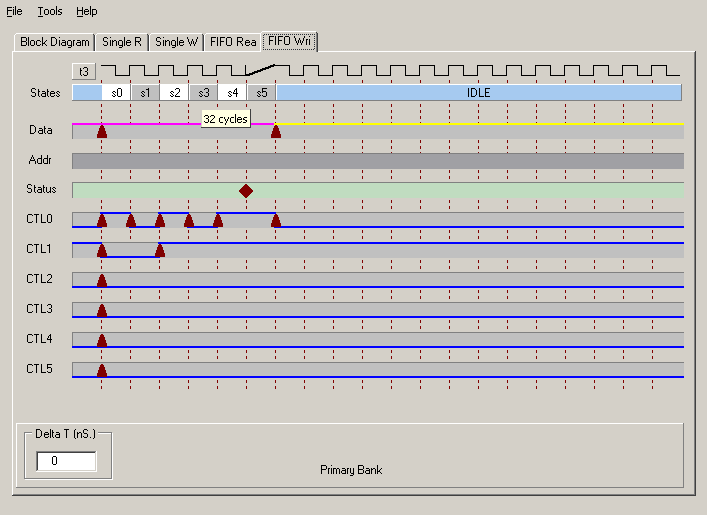 File Tools Help
Block Diagram Single R Single W FIFO Rea FIFO Wri
t3
States s0 s1 s2 s3 s4 s5 IDLE
32 cycles
Data
Addr
Status
CTL0
CTL1
CTL2
CTL3
CTL4
CTL5
Delta T (nS.)
0
Primary Bank